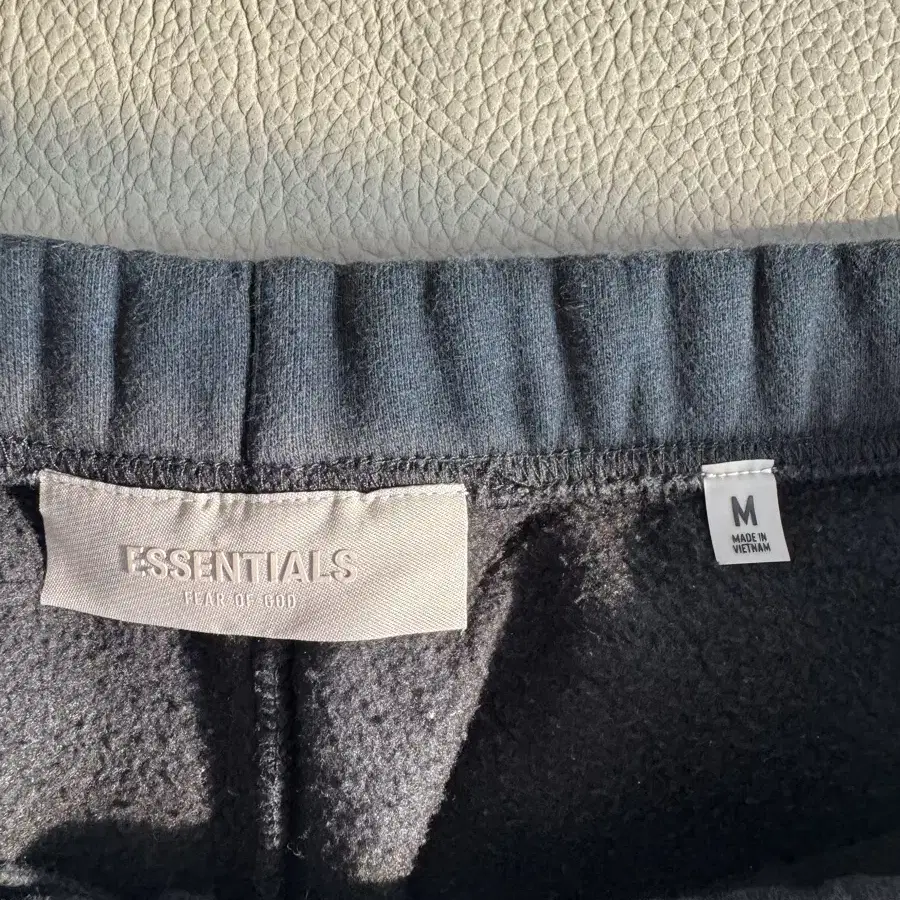 ESSENTIALS
FEAR OF GOD
M
MADE IN
VIETNAM